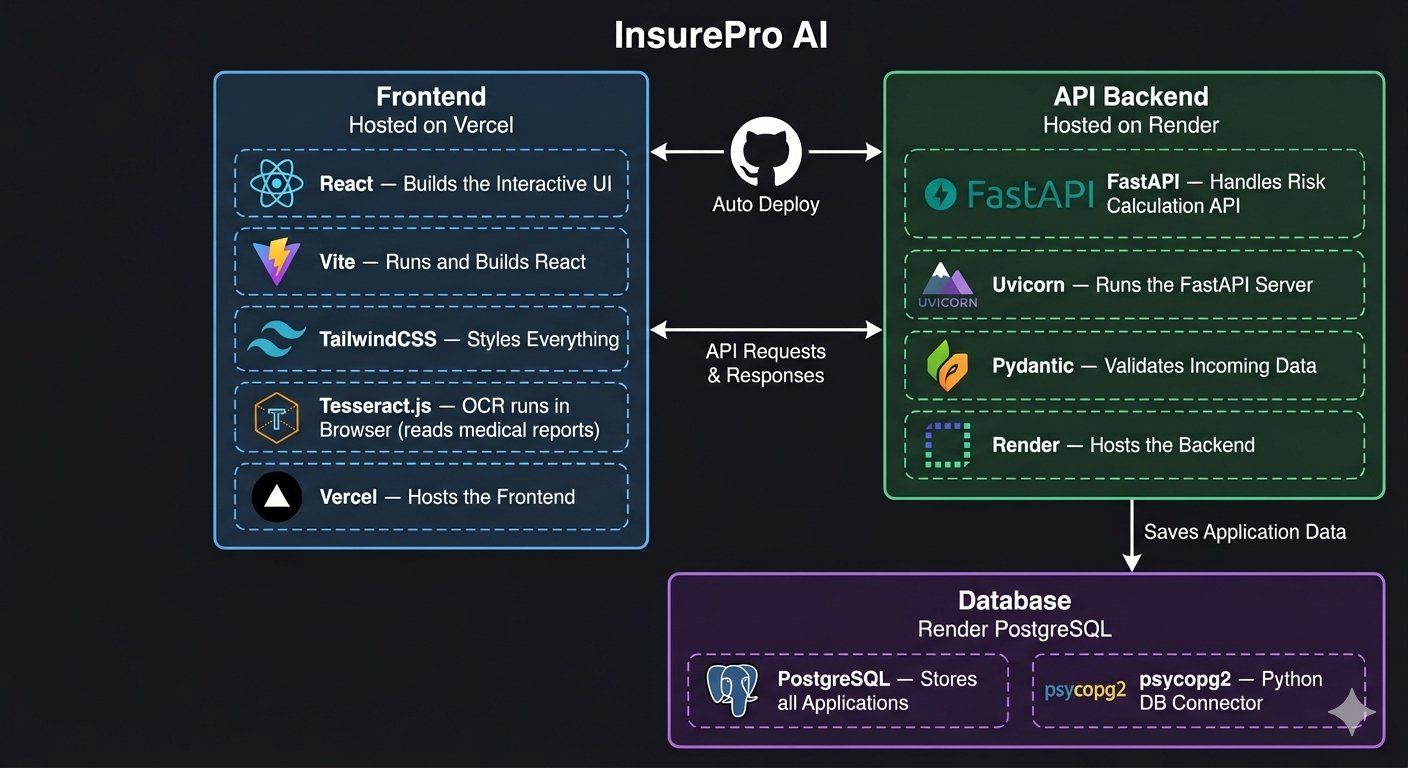 InsurePro AI
Frontend
Hosted on Vercel
React — Builds the Interactive UI
Vite — Runs and Builds React
TailwindCSS — Styles Everything
T
Tesseract.js — OCR runs in
Browser (reads medical reports)
Vercel — Hosts the Frontend
Auto Deploy
API Requests
& Responses
API Backend
Hosted on Render
FastAPI
FastAPI — Handles Risk
Calculation API
UVICORN
Uvicorn — Runs the FastAPI Server
Pydantic — Validates Incoming Data
Render — Hosts the Backend
Saves Application Data
Database
Render PostgreSQL
PostgreSQL — Stores
all Applications
psycopg2
psycopg2 — Python
DB Connector